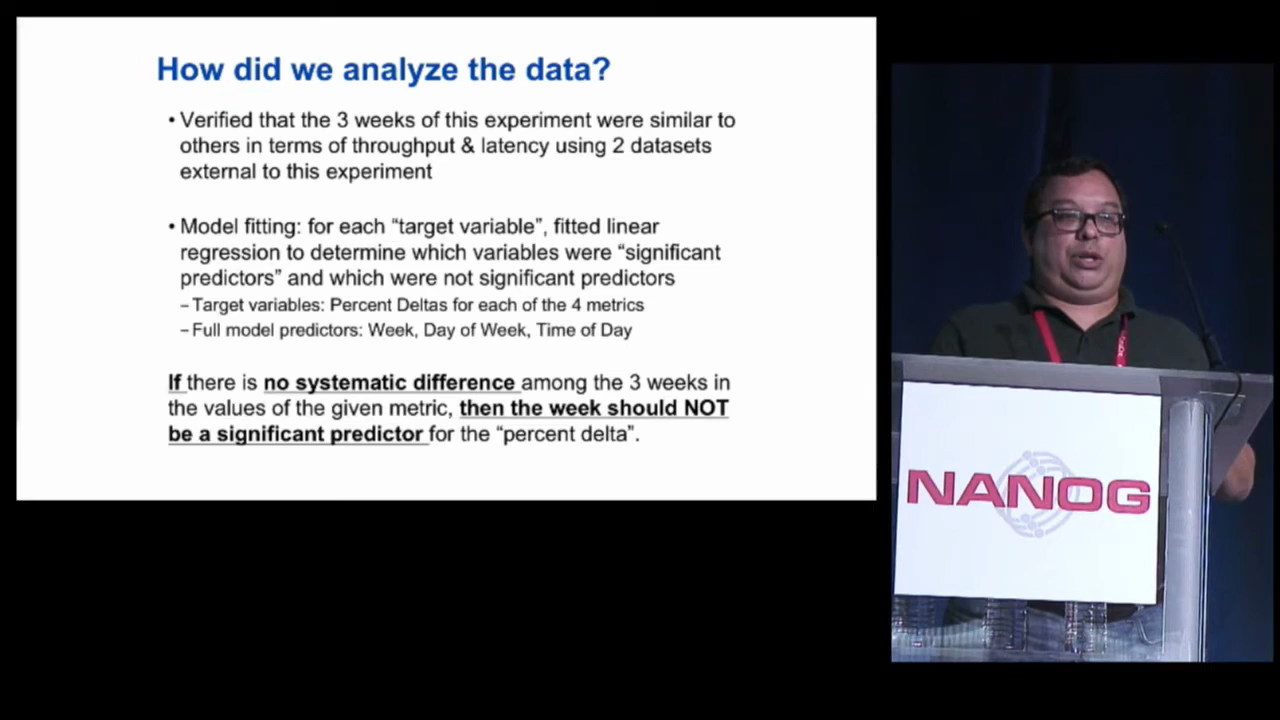 How did we analyze the data?
• Verified that the 3 weeks of this experiment were similar to
others in terms of throughput & latency using 2 datasets
external to this experiment
• Model fitting: for each “target variable”, fitted linear
regression to determine which variables were “significant
predictors” and which were not significant predictors
– Target variables: Percent Deltas for each of the 4 metrics
– Full model predictors: Week, Day of Week, Time of Day
If there is no systematic difference among the 3 weeks in
the values of the given metric, then the week should NOT
be a significant predictor for the “percent delta”.
NANOG